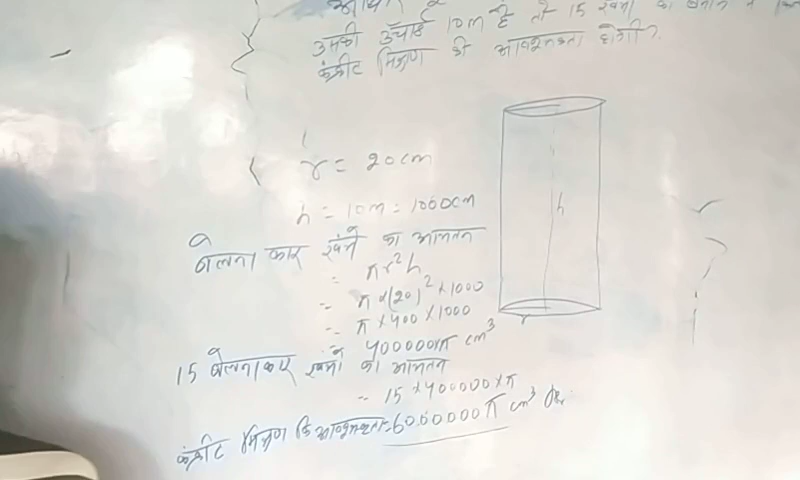 उसकी ऊँचाई 10m है तो 15 खंभों को बनाने में
कंक्रीट मिश्रण की आवश्यकता होगी?
r = 20cm
h = 10m = 1000cm
h
r
बेलनाकार खंभे का आयतन
= πr²h
= π×(20)²×1000
= π×400×1000
= 400000π cm³
15 बेलनाकार खंभों का आयतन
= 15×400000×π
कंक्रीट मिश्रण कि आवश्यकता = 6000000π cm³